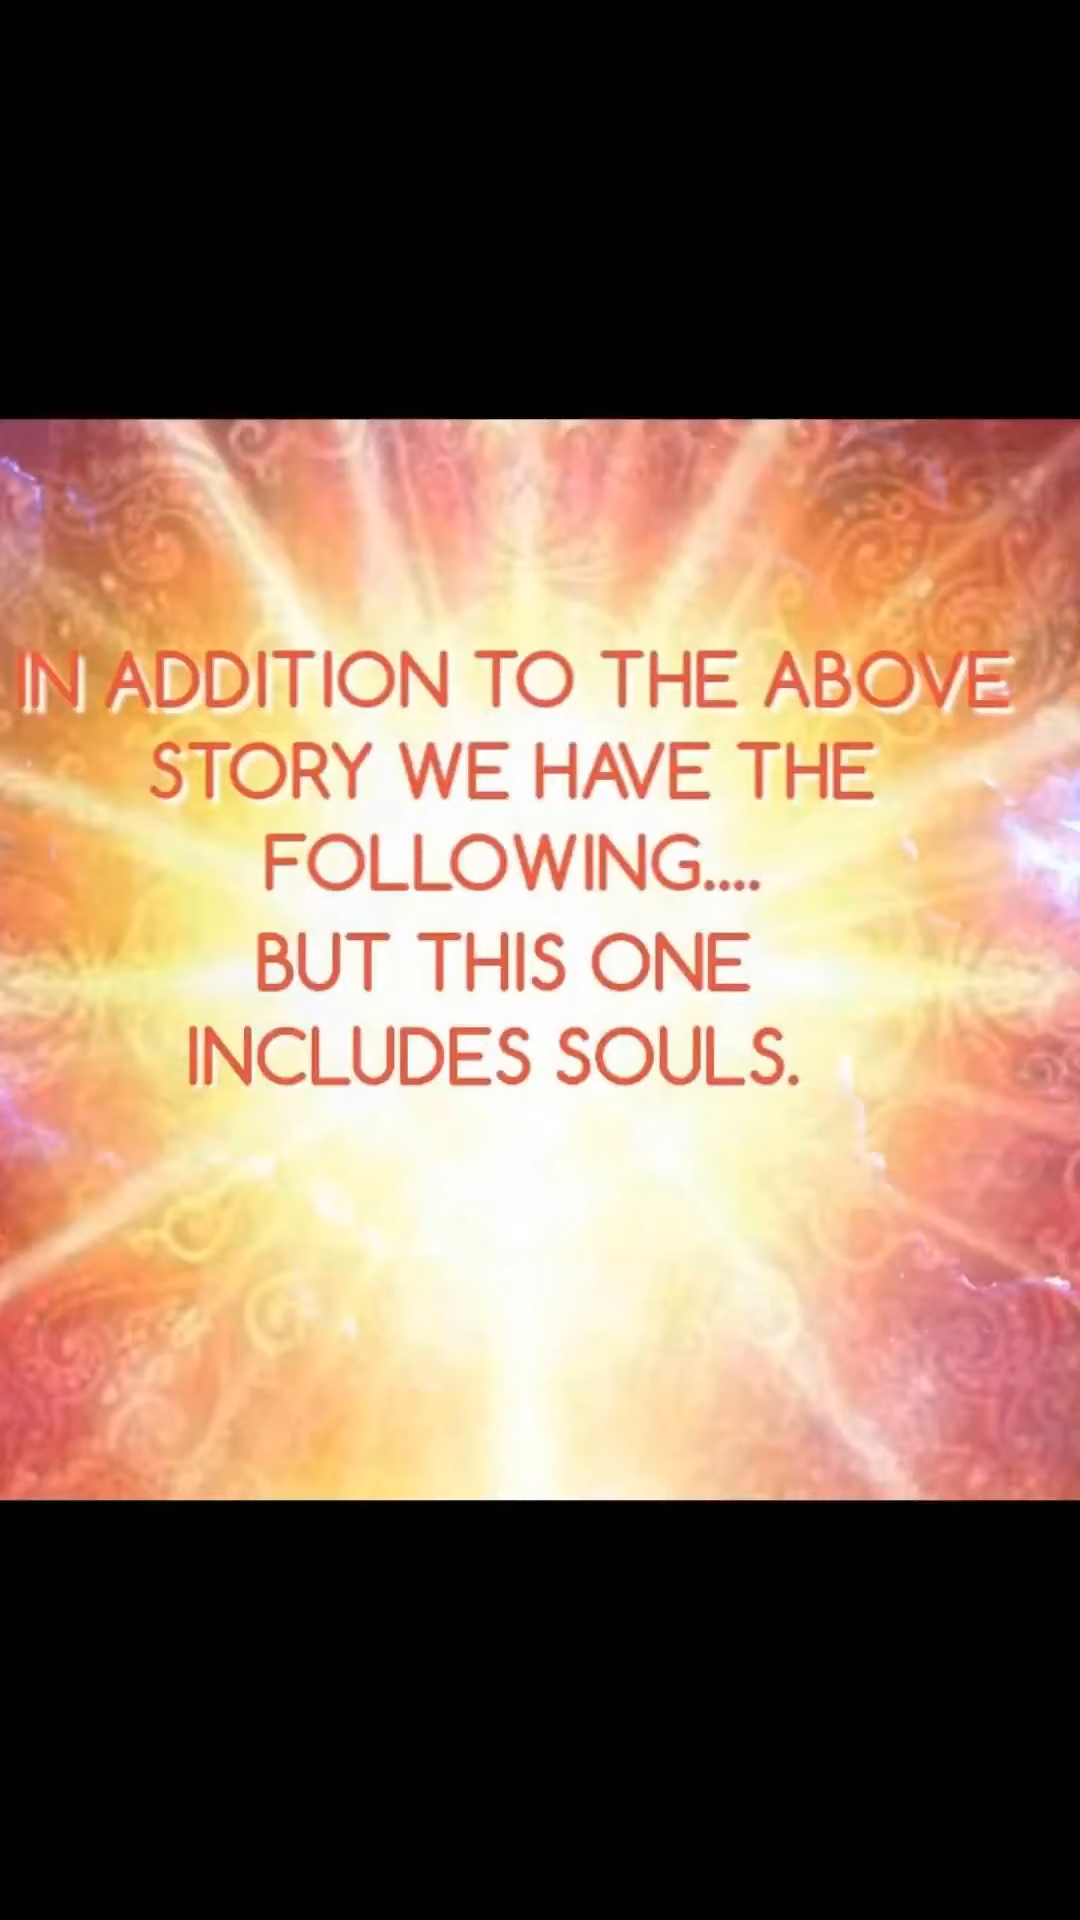 IN ADDITION TO THE ABOVE
STORY WE HAVE THE
FOLLOWING....
BUT THIS ONE
INCLUDES SOULS.